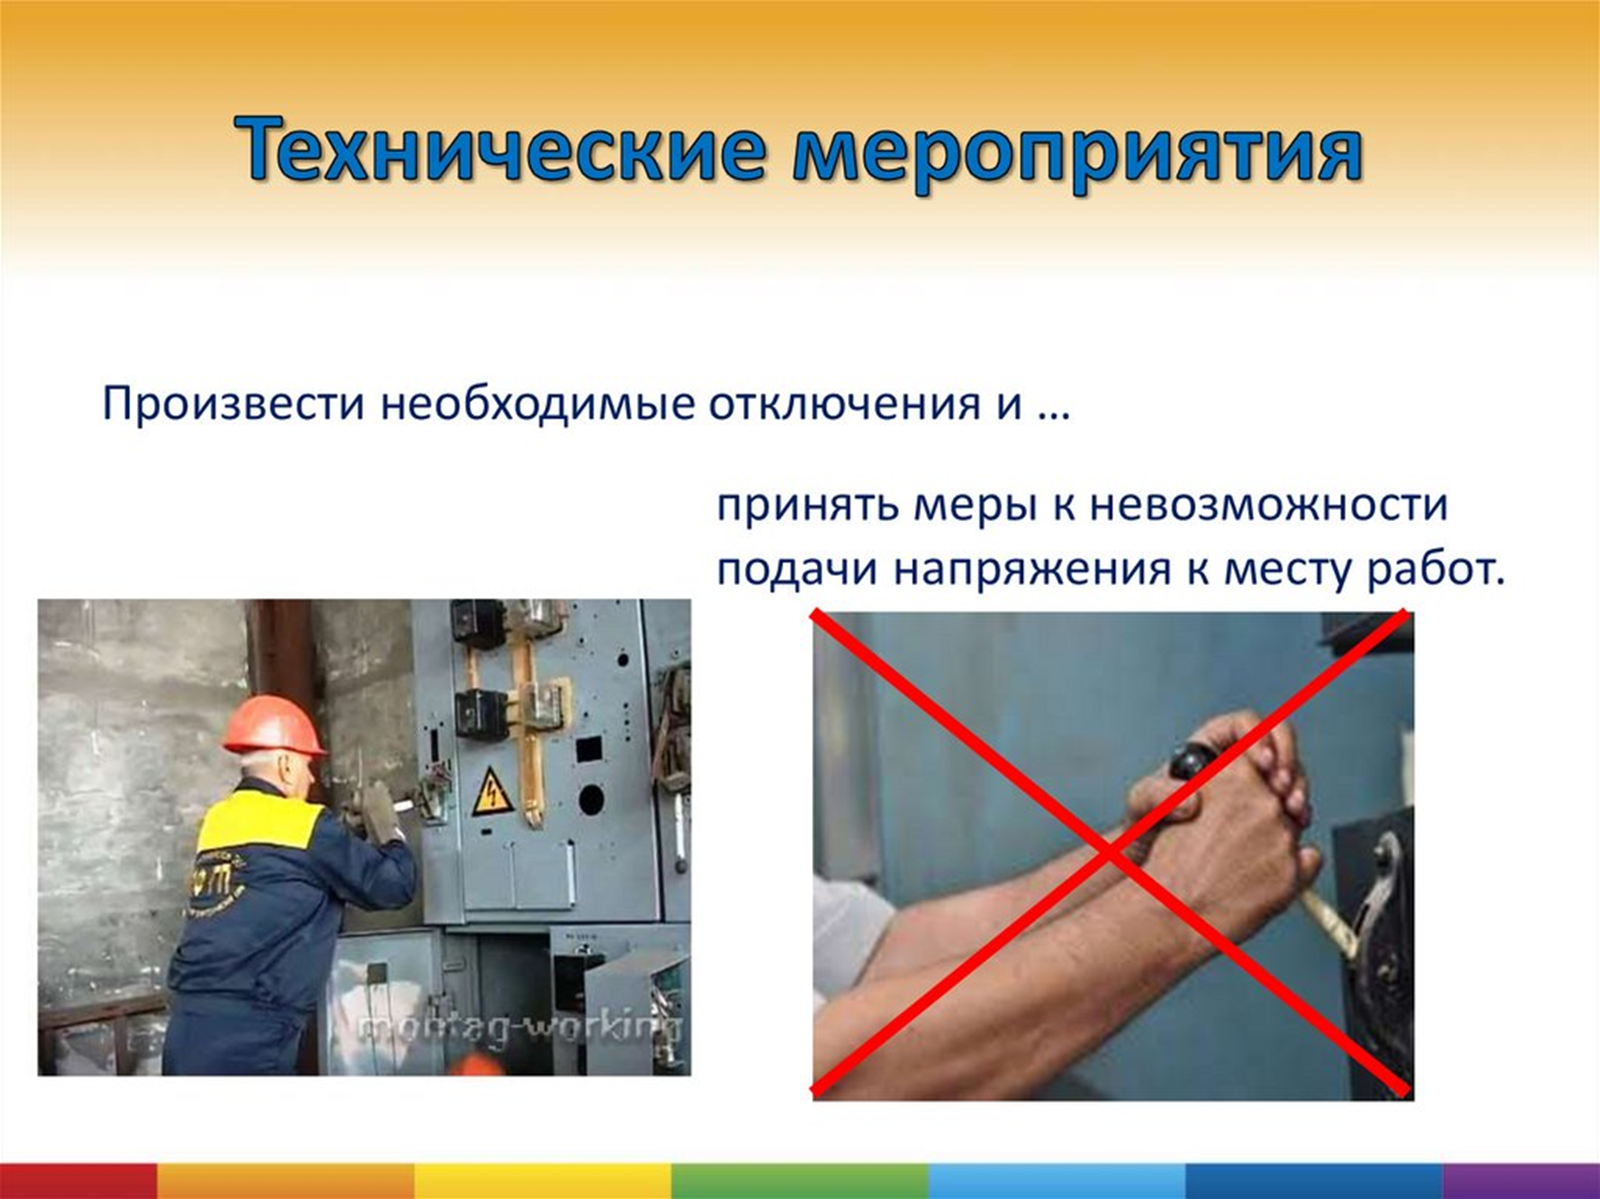 Технические мероприятия
Произвести необходимые отключения и ...
принять меры к невозможности
подачи напряжения к месту работ.
montag-working